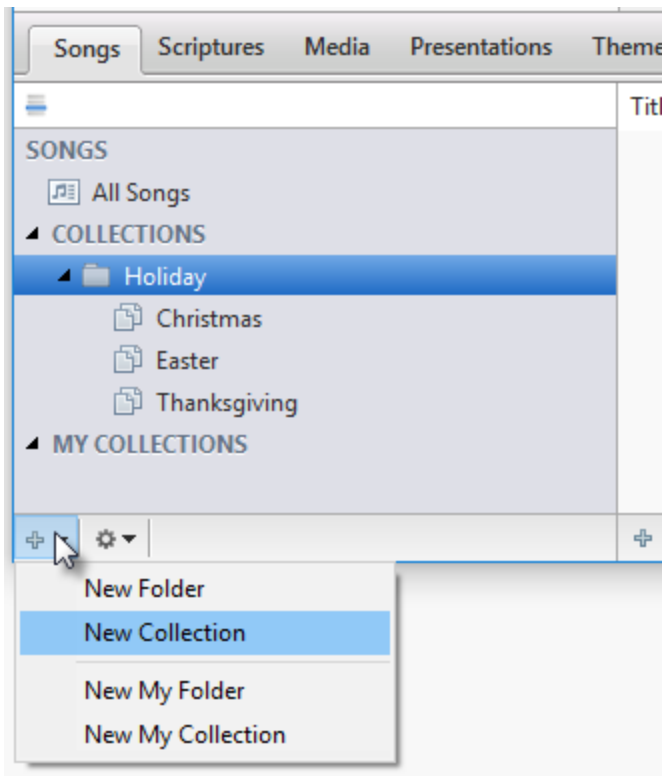 Songs Scriptures Media Presentations Theme
Titl
SONGS
All Songs
COLLECTIONS
Holiday
Christmas
Easter
Thanksgiving
MY COLLECTIONS
New Folder
New Collection
New My Folder
New My Collection